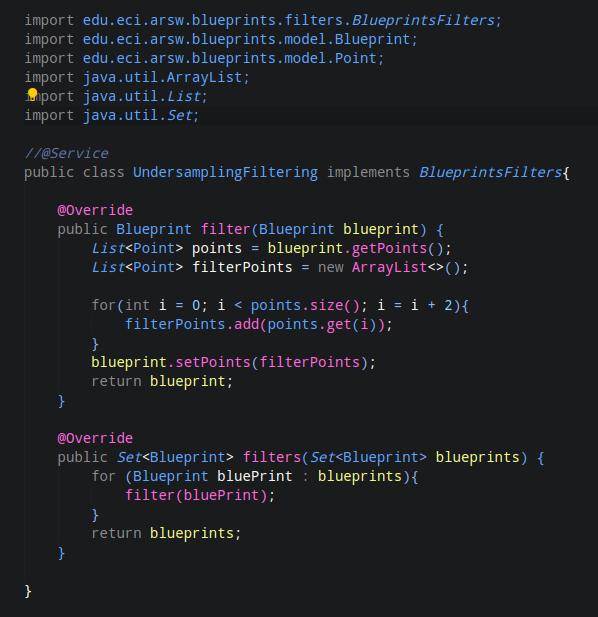 import edu.eci.arsw.blueprints.filters.BlueprintsFilters;
import edu.eci.arsw.blueprints.model.Blueprint;
import edu.eci.arsw.blueprints.model.Point;
import java.util.ArrayList;
import java.util.List;
import java.util.Set;
//@Service
public class UndersamplingFiltering implements BlueprintsFilters{
@Override
public Blueprint filter(Blueprint blueprint) {
List<Point> points = blueprint.getPoints();
List<Point> filterPoints = new ArrayList<>();
for(int i = 0; i < points.size(); i = i + 2){
filterPoints.add(points.get(i));
}
blueprint.setPoints(filterPoints);
return blueprint;
}
@Override
public Set<Blueprint> filters(Set<Blueprint> blueprints) {
for (Blueprint bluePrint : blueprints){
filter(bluePrint);
}
return blueprints;
}
}